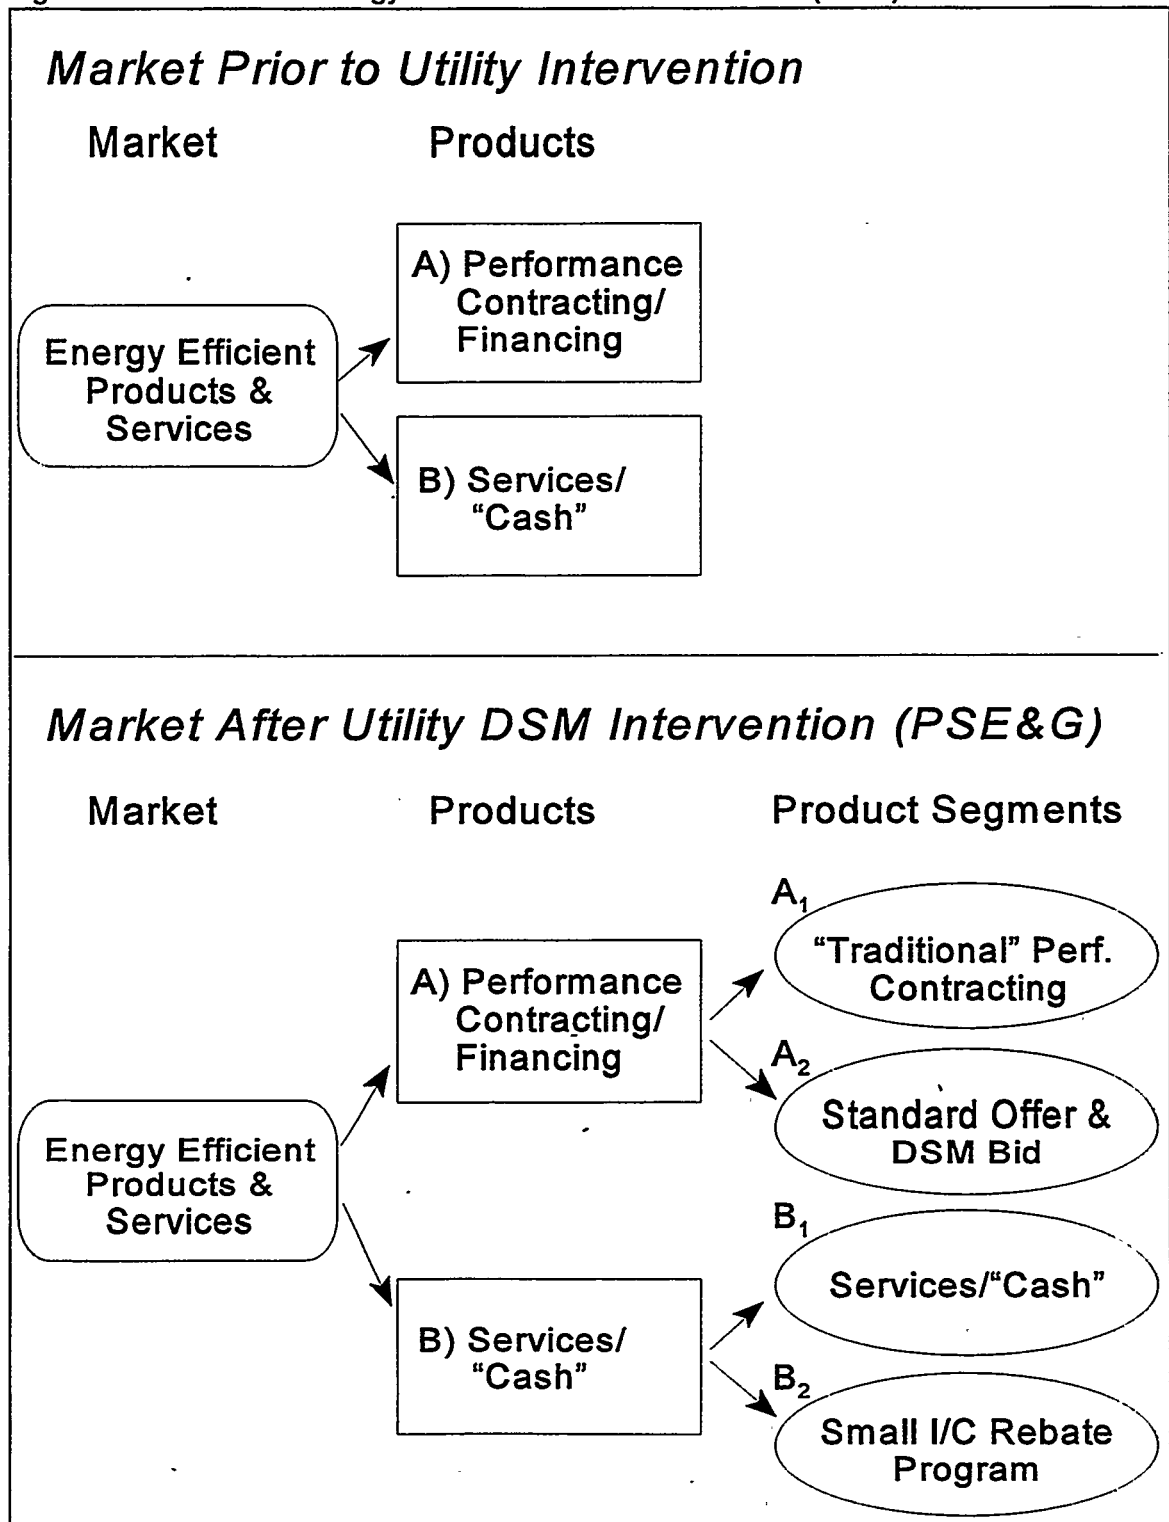 Market Prior to Utility Intervention
Market Products
A) Performance
Contracting/
Financing
Energy Efficient
Products &
Services
B) Services/
“Cash”
Market After Utility DSM Intervention (PSE&G)
Market Products Product Segments
A1
“Traditional” Perf.
Contracting
A) Performance
Contracting/
Financing
A2
Standard Offer &
DSM Bid
Energy Efficient
Products &
Services
B1
Services/“Cash”
B) Services/
“Cash”
B2
Small I/C Rebate
Program